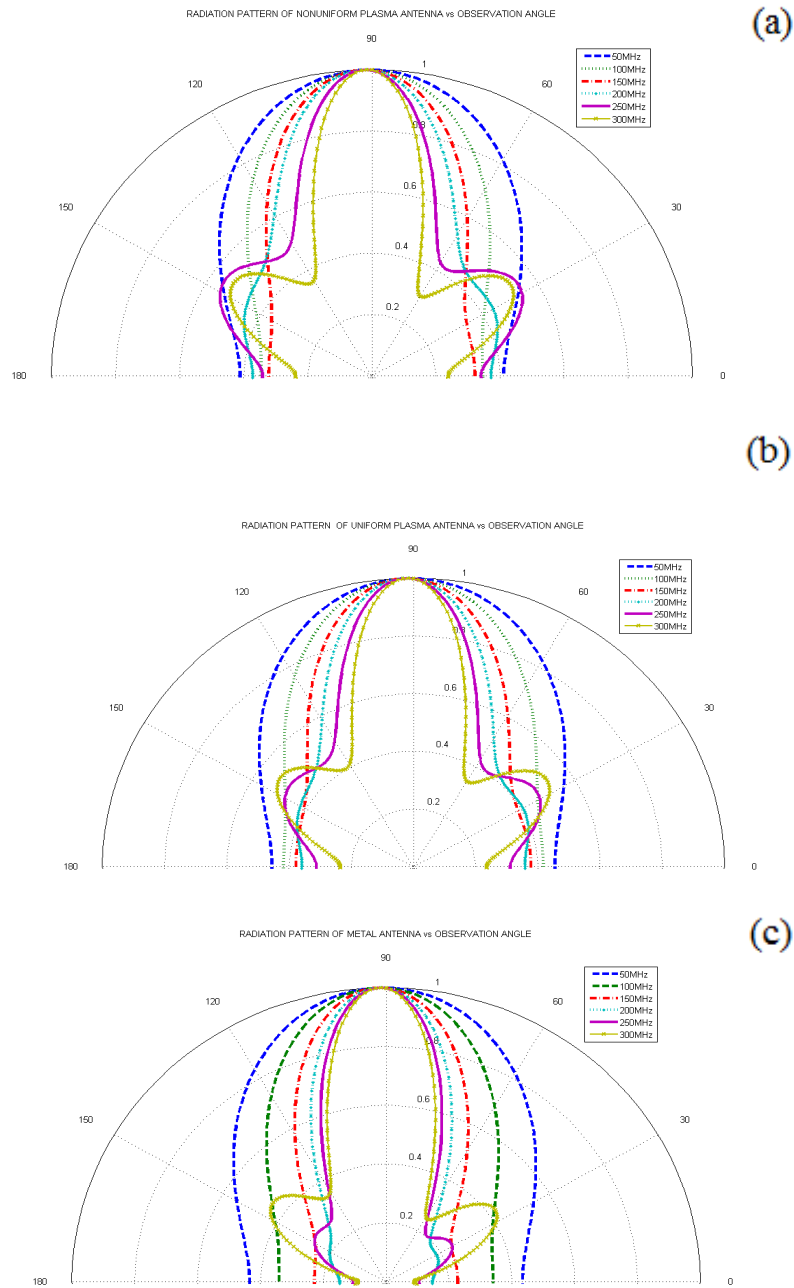 (a)
RADIATION PATTERN OF NONUNIFORM PLASMA ANTENNA vs OBSERVATION ANGLE
90
1
120
60
50MHz
100MHz
150MHz
200MHz
250MHz
300MHz
0.8
150
30
0.6
0.4
0.2
180
0
(b)
RADIATION PATTERN OF UNIFORM PLASMA ANTENNA vs OBSERVATION ANGLE
90
1
120
60
50MHz
100MHz
150MHz
200MHz
250MHz
300MHz
0.8
150
30
0.6
0.4
0.2
180
0
(c)
RADIATION PATTERN OF METAL ANTENNA vs OBSERVATION ANGLE
90
1
120
60
50MHz
100MHz
150MHz
200MHz
250MHz
300MHz
0.8
150
30
0.6
0.4
0.2
180
0